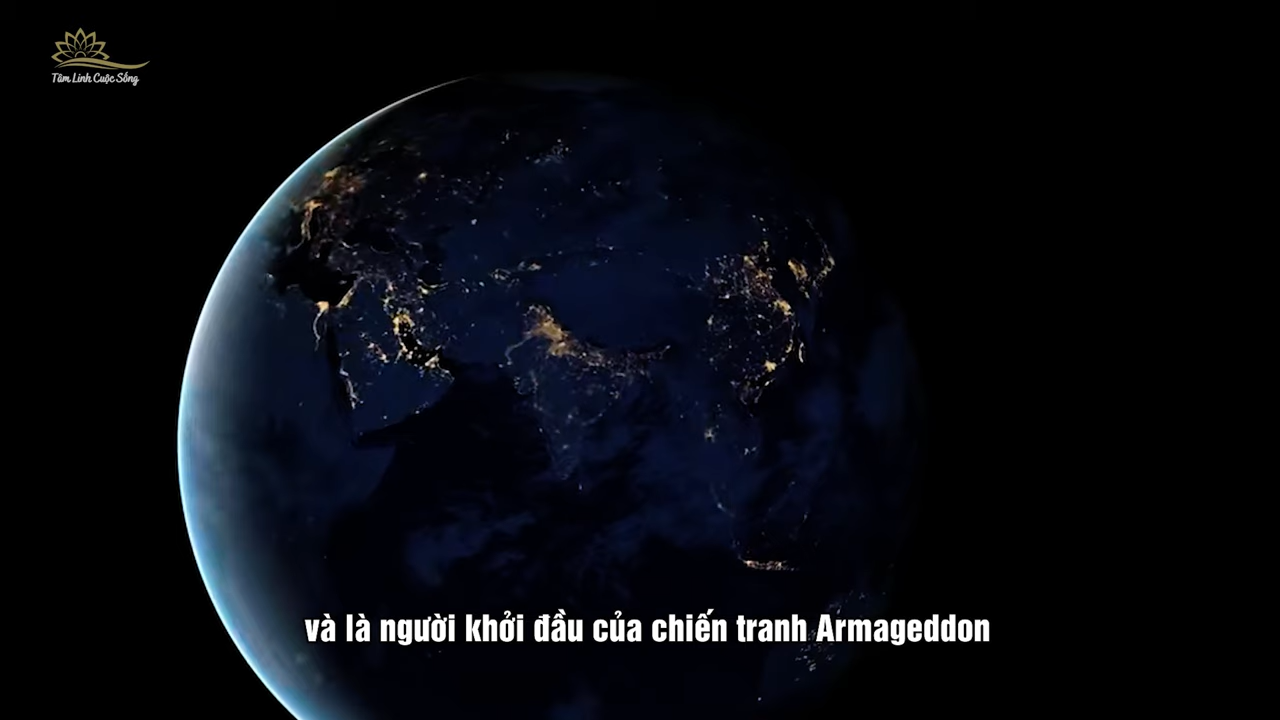 Tâm Linh Cuộc Sống
và là người khởi đầu của chiến tranh Armageddon